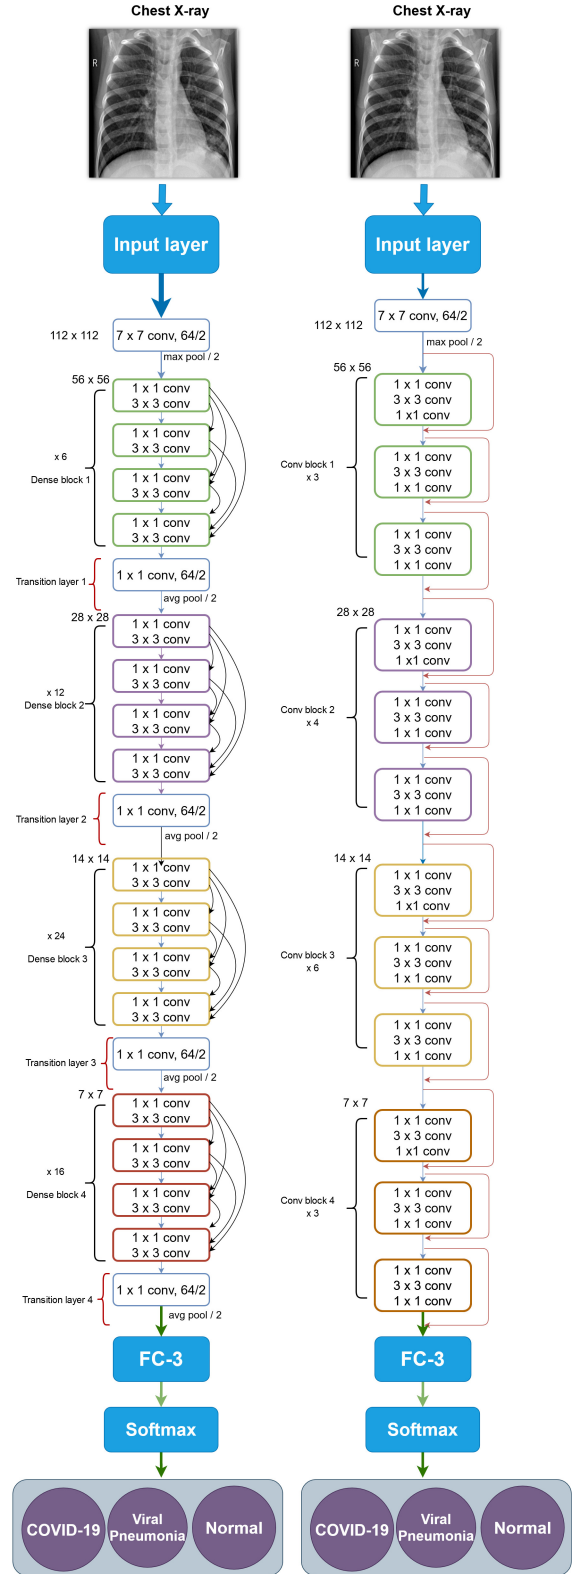 Chest X-ray
R
Input layer
112 x 112
7 x 7 conv, 64/2
max pool / 2
56 x 56
1 x 1 conv
3 x 3 conv
1 x 1 conv
3 x 3 conv
x 6
Dense block 1
1 x 1 conv
3 x 3 conv
1 x 1 conv
3 x 3 conv
Transition layer 1
1 x 1 conv, 64/2
avg pool / 2
28 x 28
1 x 1 conv
3 x 3 conv
1 x 1 conv
3 x 3 conv
x 12
Dense block 2
1 x 1 conv
3 x 3 conv
1 x 1 conv
3 x 3 conv
Transition layer 2
1 x 1 conv, 64/2
avg pool / 2
14 x 14
1 x 1 conv
3 x 3 conv
1 x 1 conv
3 x 3 conv
x 24
Dense block 3
1 x 1 conv
3 x 3 conv
1 x 1 conv
3 x 3 conv
Transition layer 3
1 x 1 conv, 64/2
avg pool / 2
7 x 7
1 x 1 conv
3 x 3 conv
1 x 1 conv
3 x 3 conv
x 16
Dense block 4
1 x 1 conv
3 x 3 conv
1 x 1 conv
3 x 3 conv
Transition layer 4
1 x 1 conv, 64/2
avg pool / 2
FC-3
Softmax
COVID-19
Viral
Pneumonia
Normal
Chest X-ray
R
Input layer
112 x 112
7 x 7 conv, 64/2
max pool / 2
56 x 56
1 x 1 conv
3 x 3 conv
1 x1 conv
Conv block 1
x 3
1 x 1 conv
3 x 3 conv
1 x 1 conv
1 x 1 conv
3 x 3 conv
1 x 1 conv
28 x 28
1 x 1 conv
3 x 3 conv
1 x1 conv
Conv block 2
x 4
1 x 1 conv
3 x 3 conv
1 x 1 conv
1 x 1 conv
3 x 3 conv
1 x 1 conv
14 x 14
1 x 1 conv
3 x 3 conv
1 x1 conv
Conv block 3
x 6
1 x 1 conv
3 x 3 conv
1 x 1 conv
1 x 1 conv
3 x 3 conv
1 x 1 conv
7 x 7
1 x 1 conv
3 x 3 conv
1 x1 conv
Conv block 4
x 3
1 x 1 conv
3 x 3 conv
1 x 1 conv
1 x 1 conv
3 x 3 conv
1 x 1 conv
FC-3
Softmax
COVID-19
Viral
Pneumonia
Normal